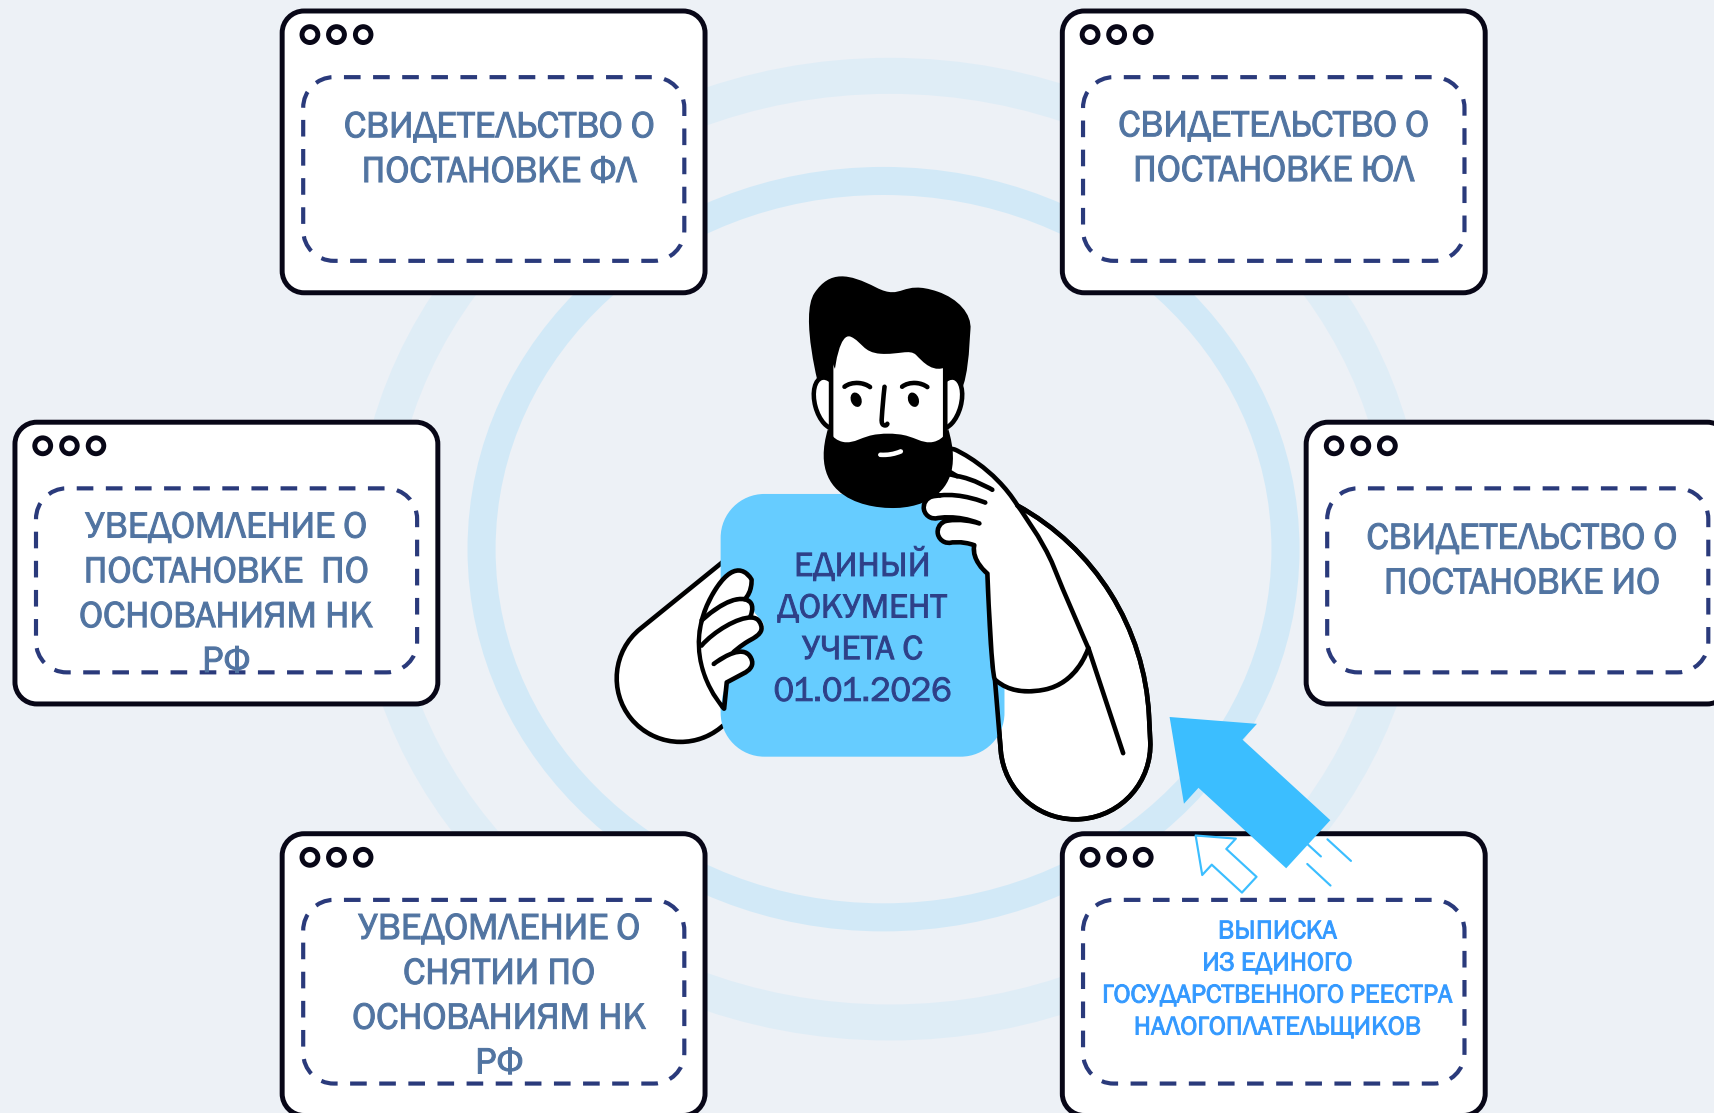 СВИДЕТЕЛЬСТВО О
ПОСТАНОВКЕ ФЛ
СВИДЕТЕЛЬСТВО О
ПОСТАНОВКЕ ЮЛ
УВЕДОМЛЕНИЕ О
ПОСТАНОВКЕ ПО
ОСНОВАНИЯМ НК
РФ
ЕДИНЫЙ
ДОКУМЕНТ
УЧЕТА С
01.01.2026
СВИДЕТЕЛЬСТВО О
ПОСТАНОВКЕ ИО
УВЕДОМЛЕНИЕ О
СНЯТИИ ПО
ОСНОВАНИЯМ НК
РФ
ВЫПИСКА
ИЗ ЕДИНОГО
ГОСУДАРСТВЕННОГО РЕЕСТРА
НАЛОГОПЛАТЕЛЬЩИКОВ